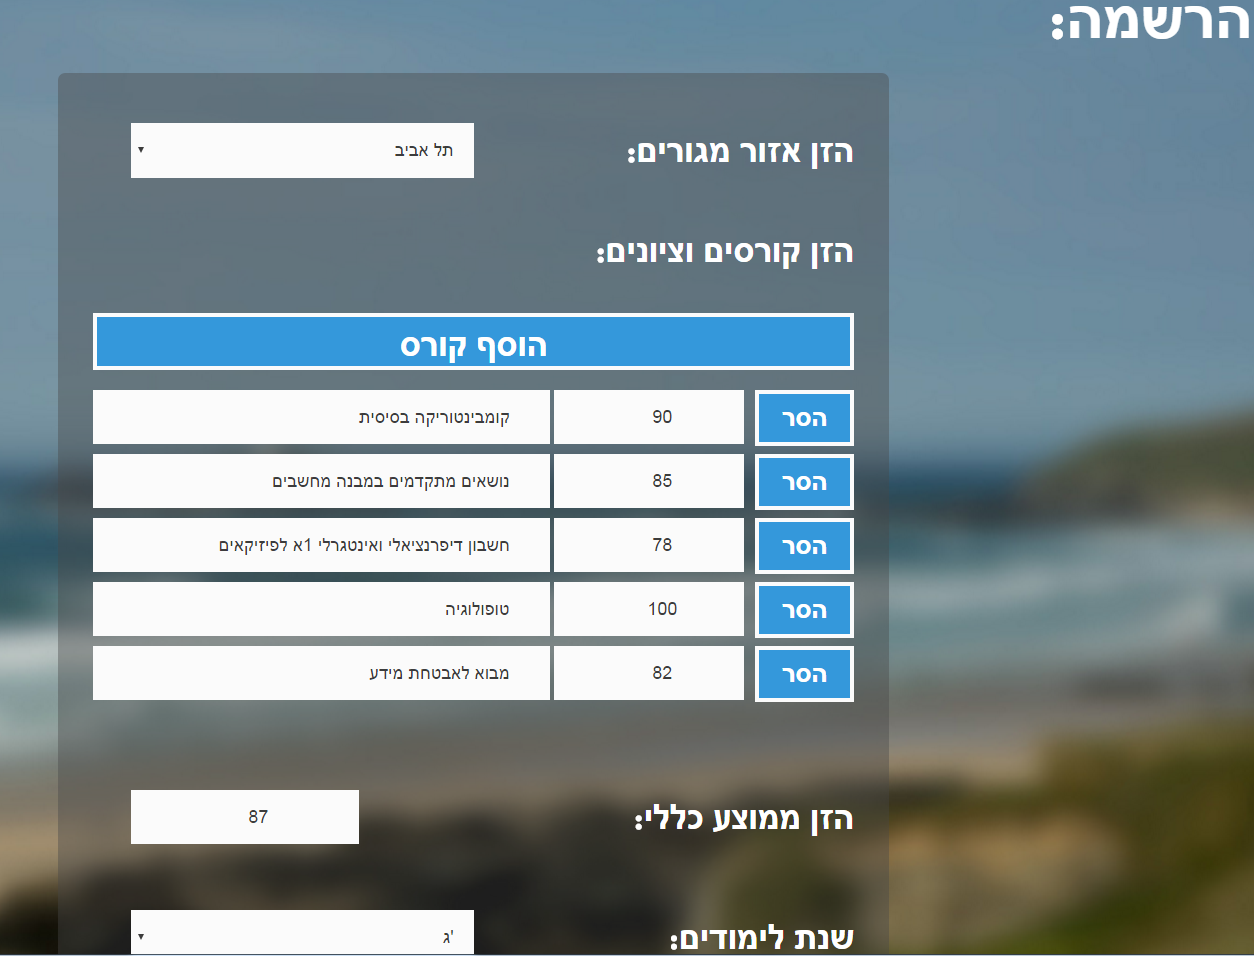 הרשמה:
הזן אזור מגורים:
תל אביב
הזן קורסים וציונים:
הוסף קורס
הסר 90 קומבינטוריקה בסיסית
הסר 85 נושאים מתקדמים במבנה מחשבים
הסר 78 חשבון דיפרנציאלי ואינטגרלי 1א לפיזיקאים
הסר 100 טופולוגיה
הסר 82 מבוא לאבטחת מידע
הזן ממוצע כללי:
87
שנת לימודים:
ג'